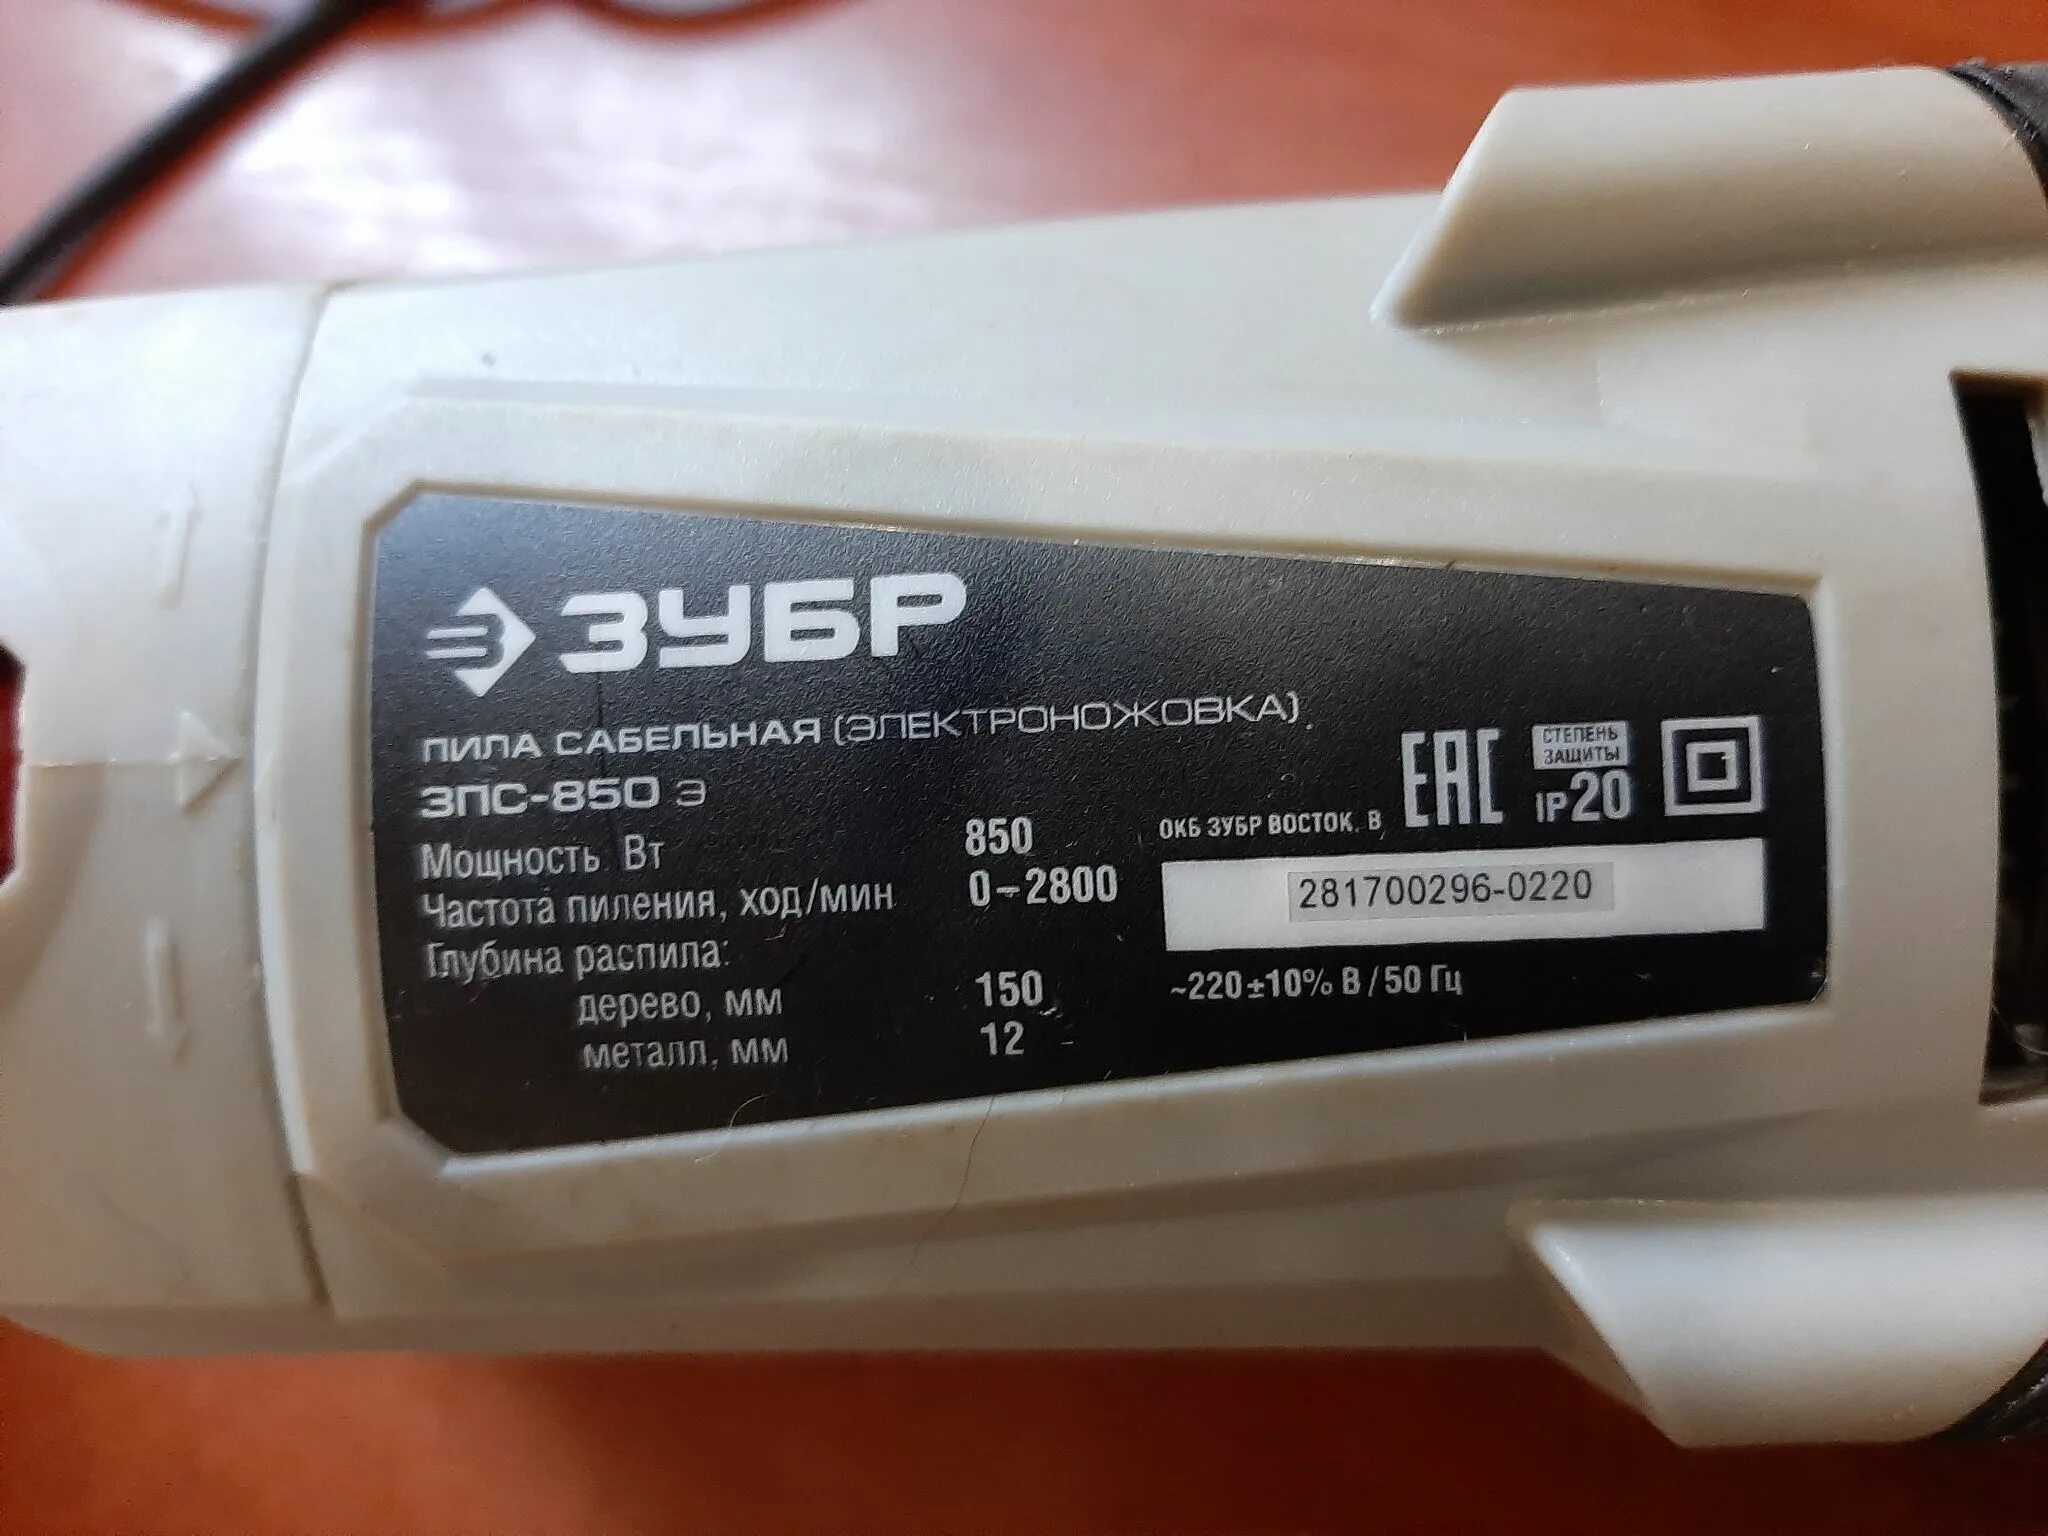 ЗУБР
ПИЛА САБЕЛЬНАЯ (ЭЛЕКТРОНОЖОВКА)
ЗПС-850 Э
Мощность, Вт 850
Частота пиления, ход/мин 0-2800
Глубина распила:
дерево, мм 150
металл, мм 12
EAC
СТЕПЕНЬ
ЗАЩИТЫ
IP20
ОКБ ЗУБР ВОСТОК. В
281700296-0220
~220±10% В / 50 Гц